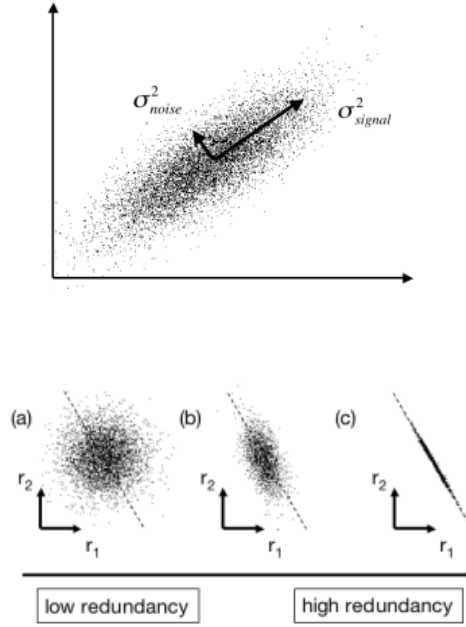 σ²noise
σ²signal
(a) (b) (c)
r₂ r₂ r₂
r₁ r₁ r₁
low redundancy high redundancy